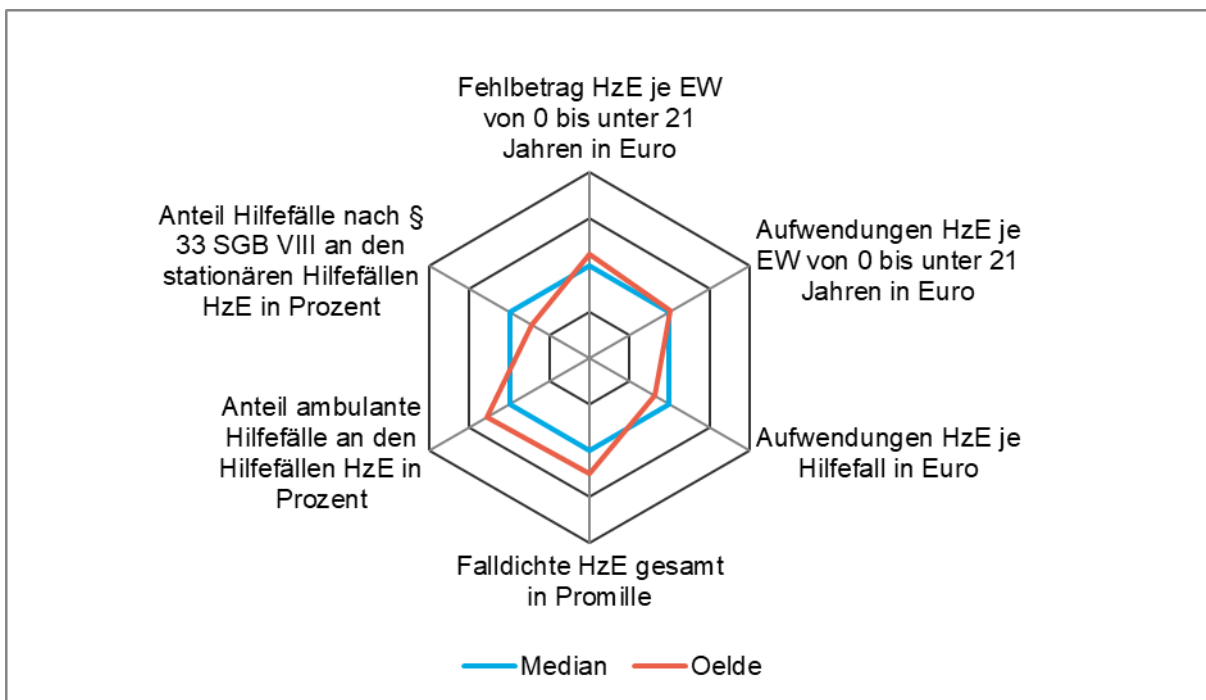 Fehlbetrag HzE je EW
von 0 bis unter 21
Jahren in Euro
Aufwendungen HzE je
EW von 0 bis unter 21
Jahren in Euro
Aufwendungen HzE je
Hilfefall in Euro
Falldichte HzE gesamt
in Promille
Anteil ambulante
Hilfefälle an den
Hilfefällen HzE in
Prozent
Anteil Hilfefälle nach §
33 SGB VIII an den
stationären Hilfefällen
HzE in Prozent
Median
Oelde